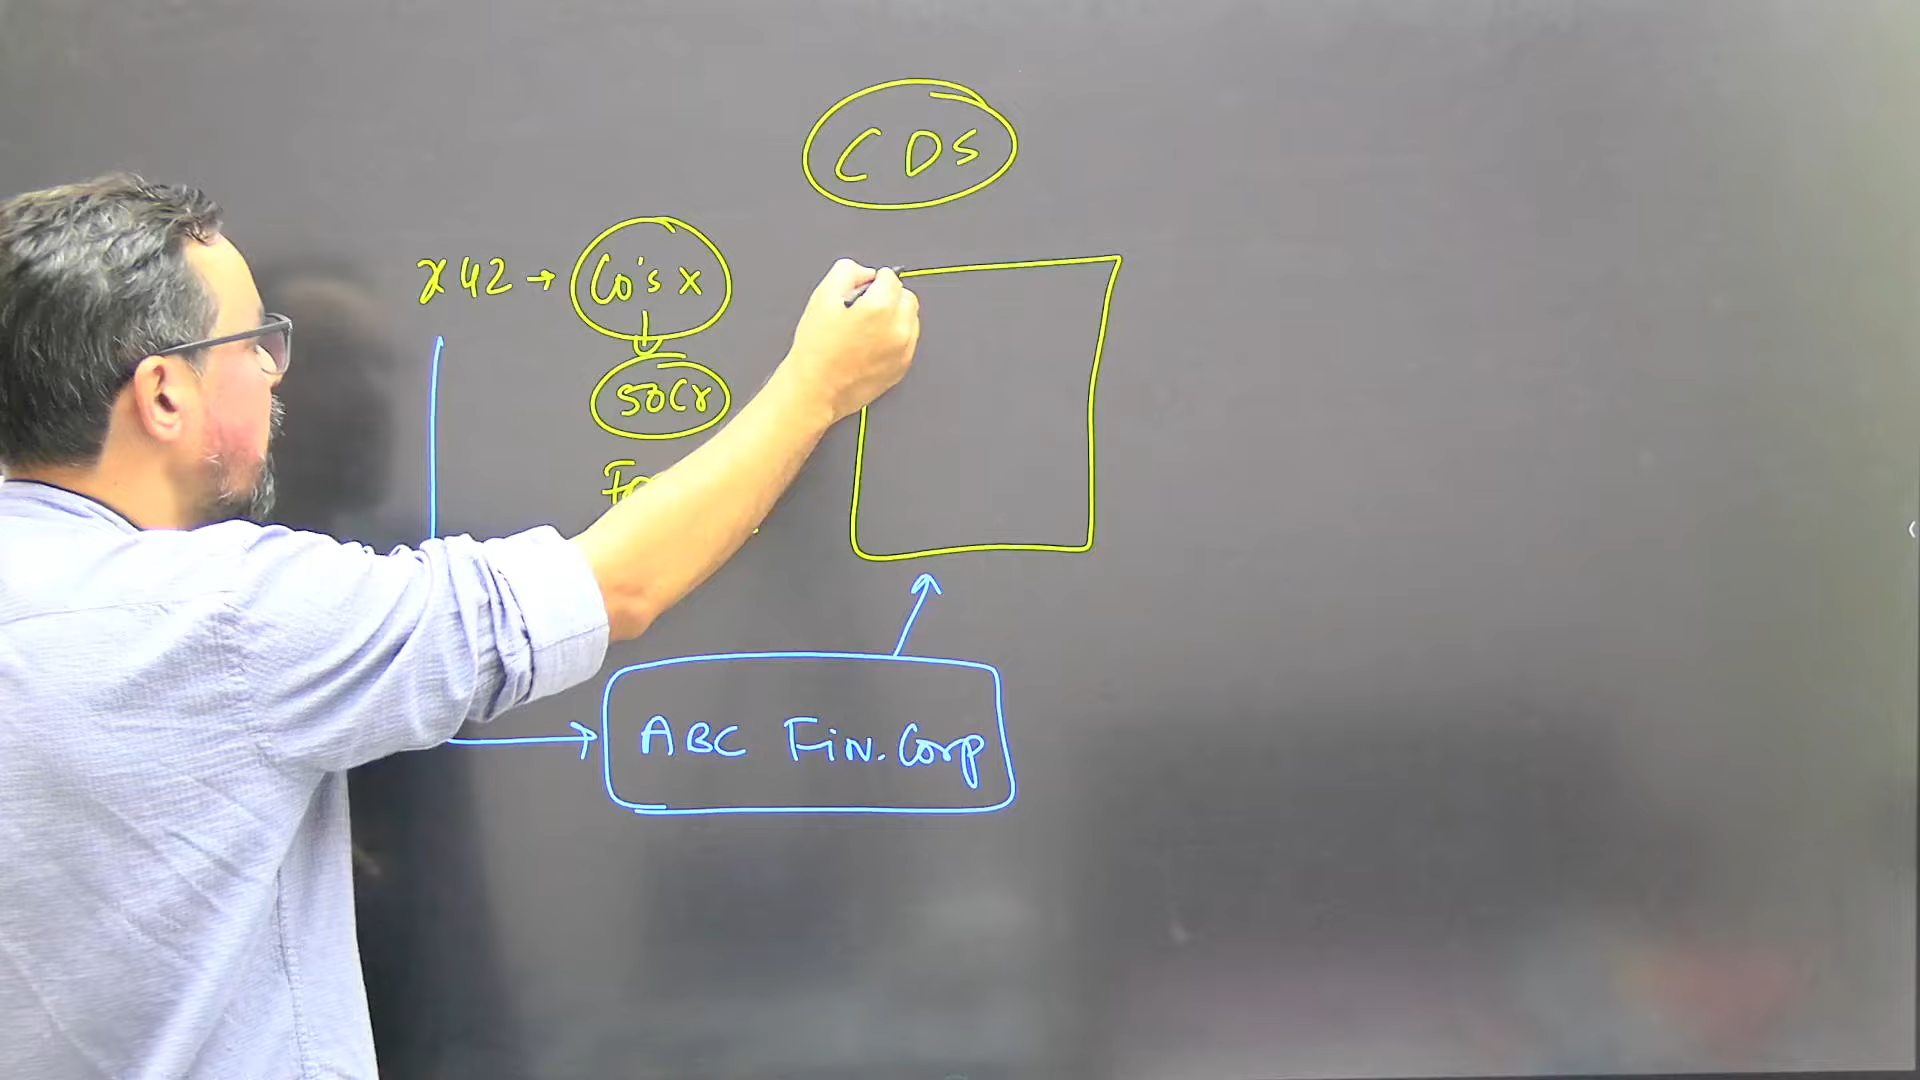 CDS
x42 → Co's x
50Cr
ABC Fin. Corp